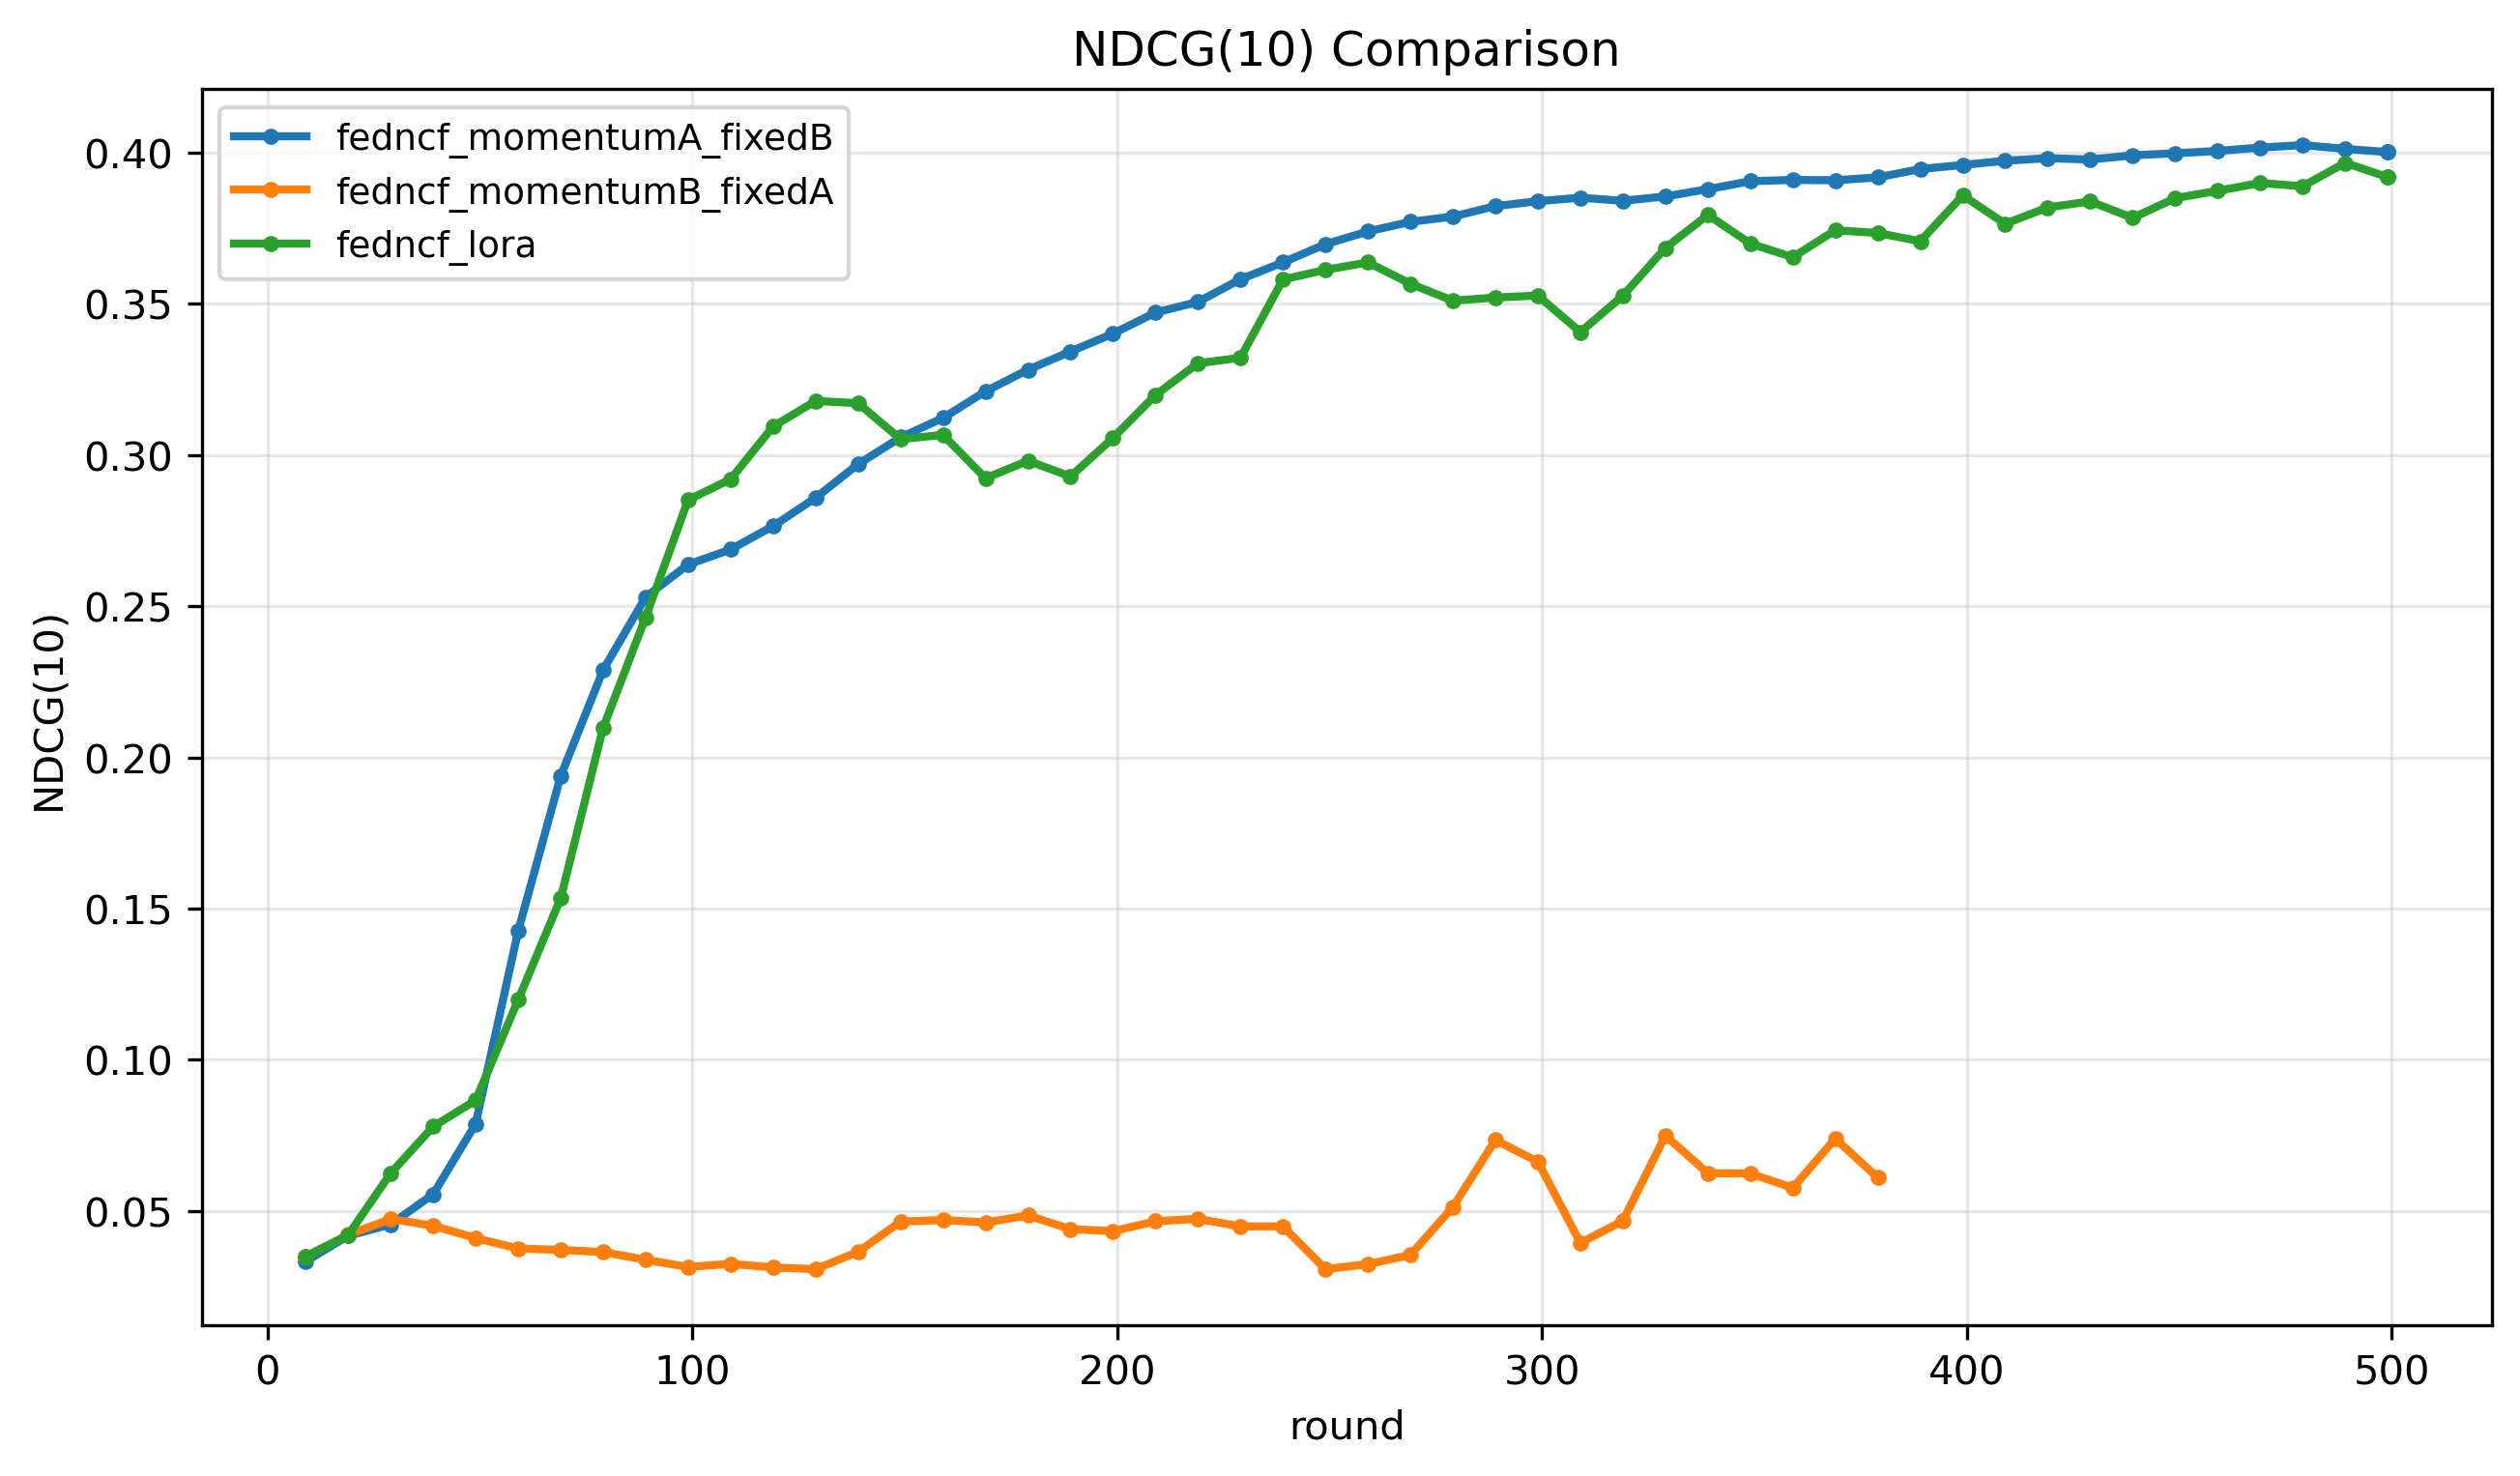 NDCG(10) Comparison
fedncf_momentumA_fixedB
fedncf_momentumB_fixedA
fedncf_lora
NDCG(10)
0.40
0.35
0.30
0.25
0.20
0.15
0.10
0.05
0 100 200 300 400 500
round